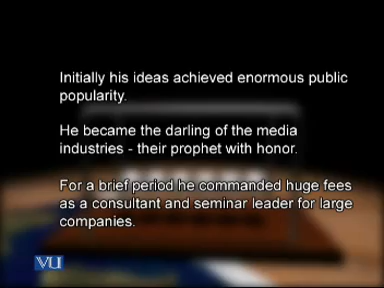 Initially his ideas achieved enormous public
popularity.
He became the darling of the media
industries - their prophet with honor.
For a brief period he commanded huge fees
as a consultant and seminar leader for large
companies.
VU